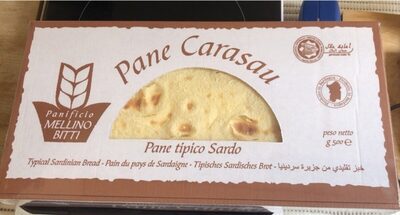 Pane Carasau
Panificio
MELLINO
BITTI
Pane tipico Sardo
peso netto
g 500 e
Typical Sardinian Bread - Pain du pays de Sardaigne - Tipisches Sardisches Brot - خبز تقليدي من جزيرة سردينيا